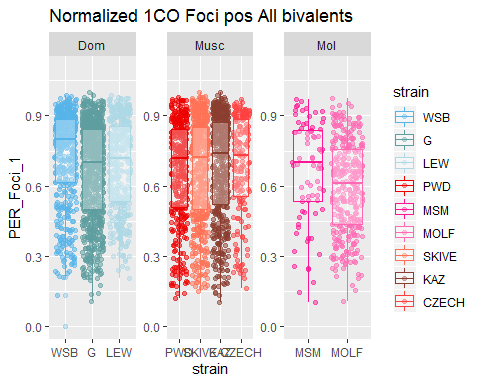 Normalized 1CO Foci pos All bivalents
Dom
Musc
Mol
PER_Foci_1
0.9
0.6
0.3
0.0
0.9
0.6
0.3
0.0
0.9
0.6
0.3
0.0
WSB G LEW
PWD SKIVE KAZ CZECH
MSM MOLF
strain
strain
WSB
G
LEW
PWD
MSM
MOLF
SKIVE
KAZ
CZECH